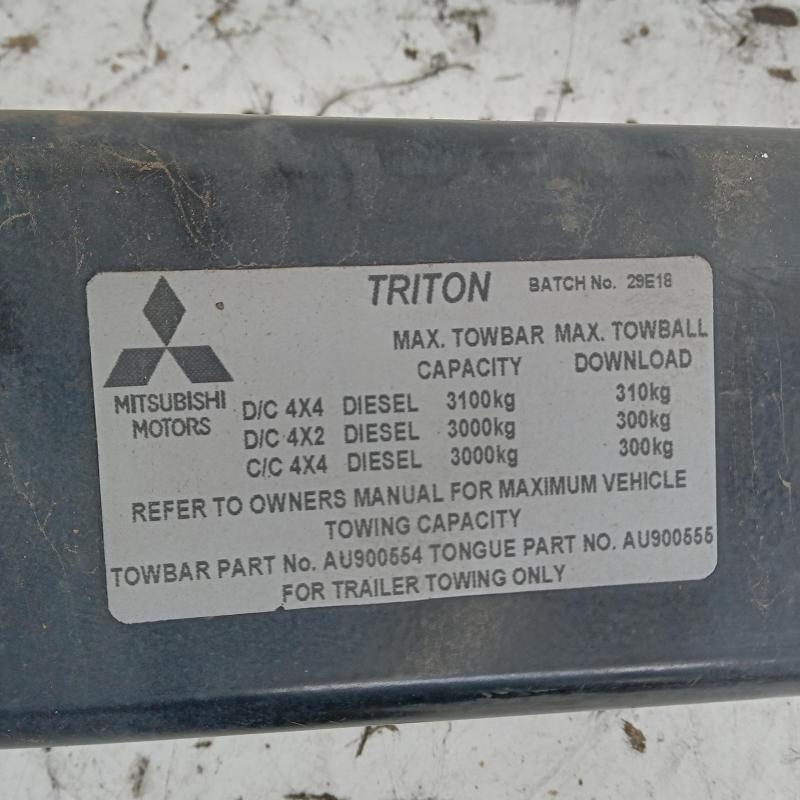 TRITON BATCH No. 29E18
MAX. TOWBAR MAX. TOWBALL
CAPACITY DOWNLOAD
MITSUBISHI
MOTORS
D/C 4X4 DIESEL 3100kg 310kg
D/C 4X2 DIESEL 3000kg 300kg
C/C 4X4 DIESEL 3000kg 300kg
REFER TO OWNERS MANUAL FOR MAXIMUM VEHICLE
TOWING CAPACITY
TOWBAR PART No. AU900554 TONGUE PART NO. AU900555
FOR TRAILER TOWING ONLY